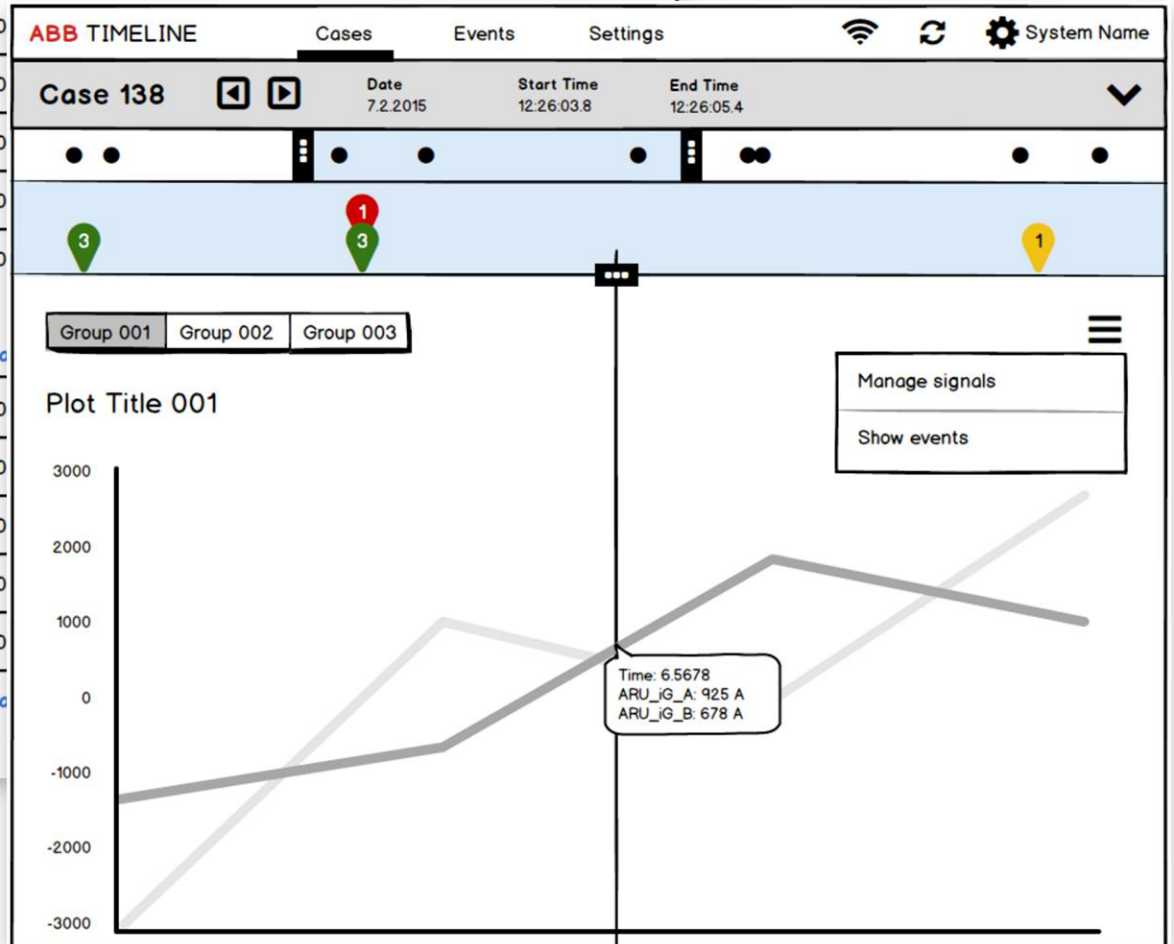 ABB TIMELINE Cases Events Settings System Name
Case 138
Date Start Time End Time
7.2.2015 12:26:03.8 12:26:05.4
1
3 3 1
Group 001 Group 002 Group 003
Manage signals
Plot Title 001
Show events
3000
2000
1000
0
-1000
-2000
-3000
Time: 6.5678
ARU_iG_A: 925 A
ARU_iG_B: 678 A